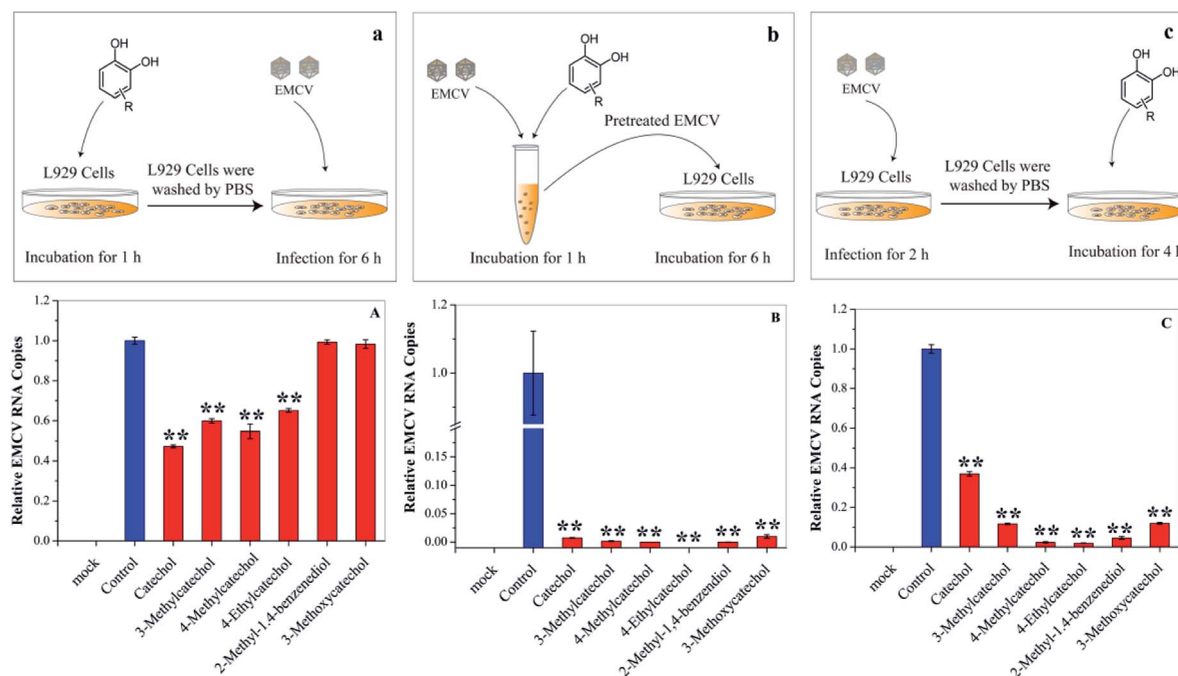 a
OH
OH
R
EMCV
L929 Cells
L929 Cells were
washed by PBS
Incubation for 1 h
Infection for 6 h
b
EMCV
OH
OH
R
Pretreated EMCV
L929 Cells
Incubation for 1 h
Incubation for 6 h
c
EMCV
OH
OH
R
L929 Cells
L929 Cells were
washed by PBS
Infection for 2 h
Incubation for 4 h
A
Relative EMCV RNA Copies
1.2
1.0
0.8
0.6
0.4
0.2
0.0
**
**
**
**
mock
Control
Catechol
3-Methylcatechol
4-Methylcatechol
4-Ethylcatechol
2-Methyl-1,4-benzenediol
3-Methoxycatechol
B
Relative EMCV RNA Copies
1.2
1.0
0.15
0.10
0.05
0.00
**
**
**
**
**
**
mock
Control
Catechol
3-Methylcatechol
4-Methylcatechol
4-Ethylcatechol
2-Methyl-1,4-benzenediol
3-Methoxycatechol
C
Relative EMCV RNA Copies
1.2
1.0
0.8
0.6
0.4
0.2
0.0
**
**
**
**
**
**
mock
Control
Catechol
3-Methylcatechol
4-Methylcatechol
4-Ethylcatechol
2-Methyl-1,4-benzenediol
3-Methoxycatechol